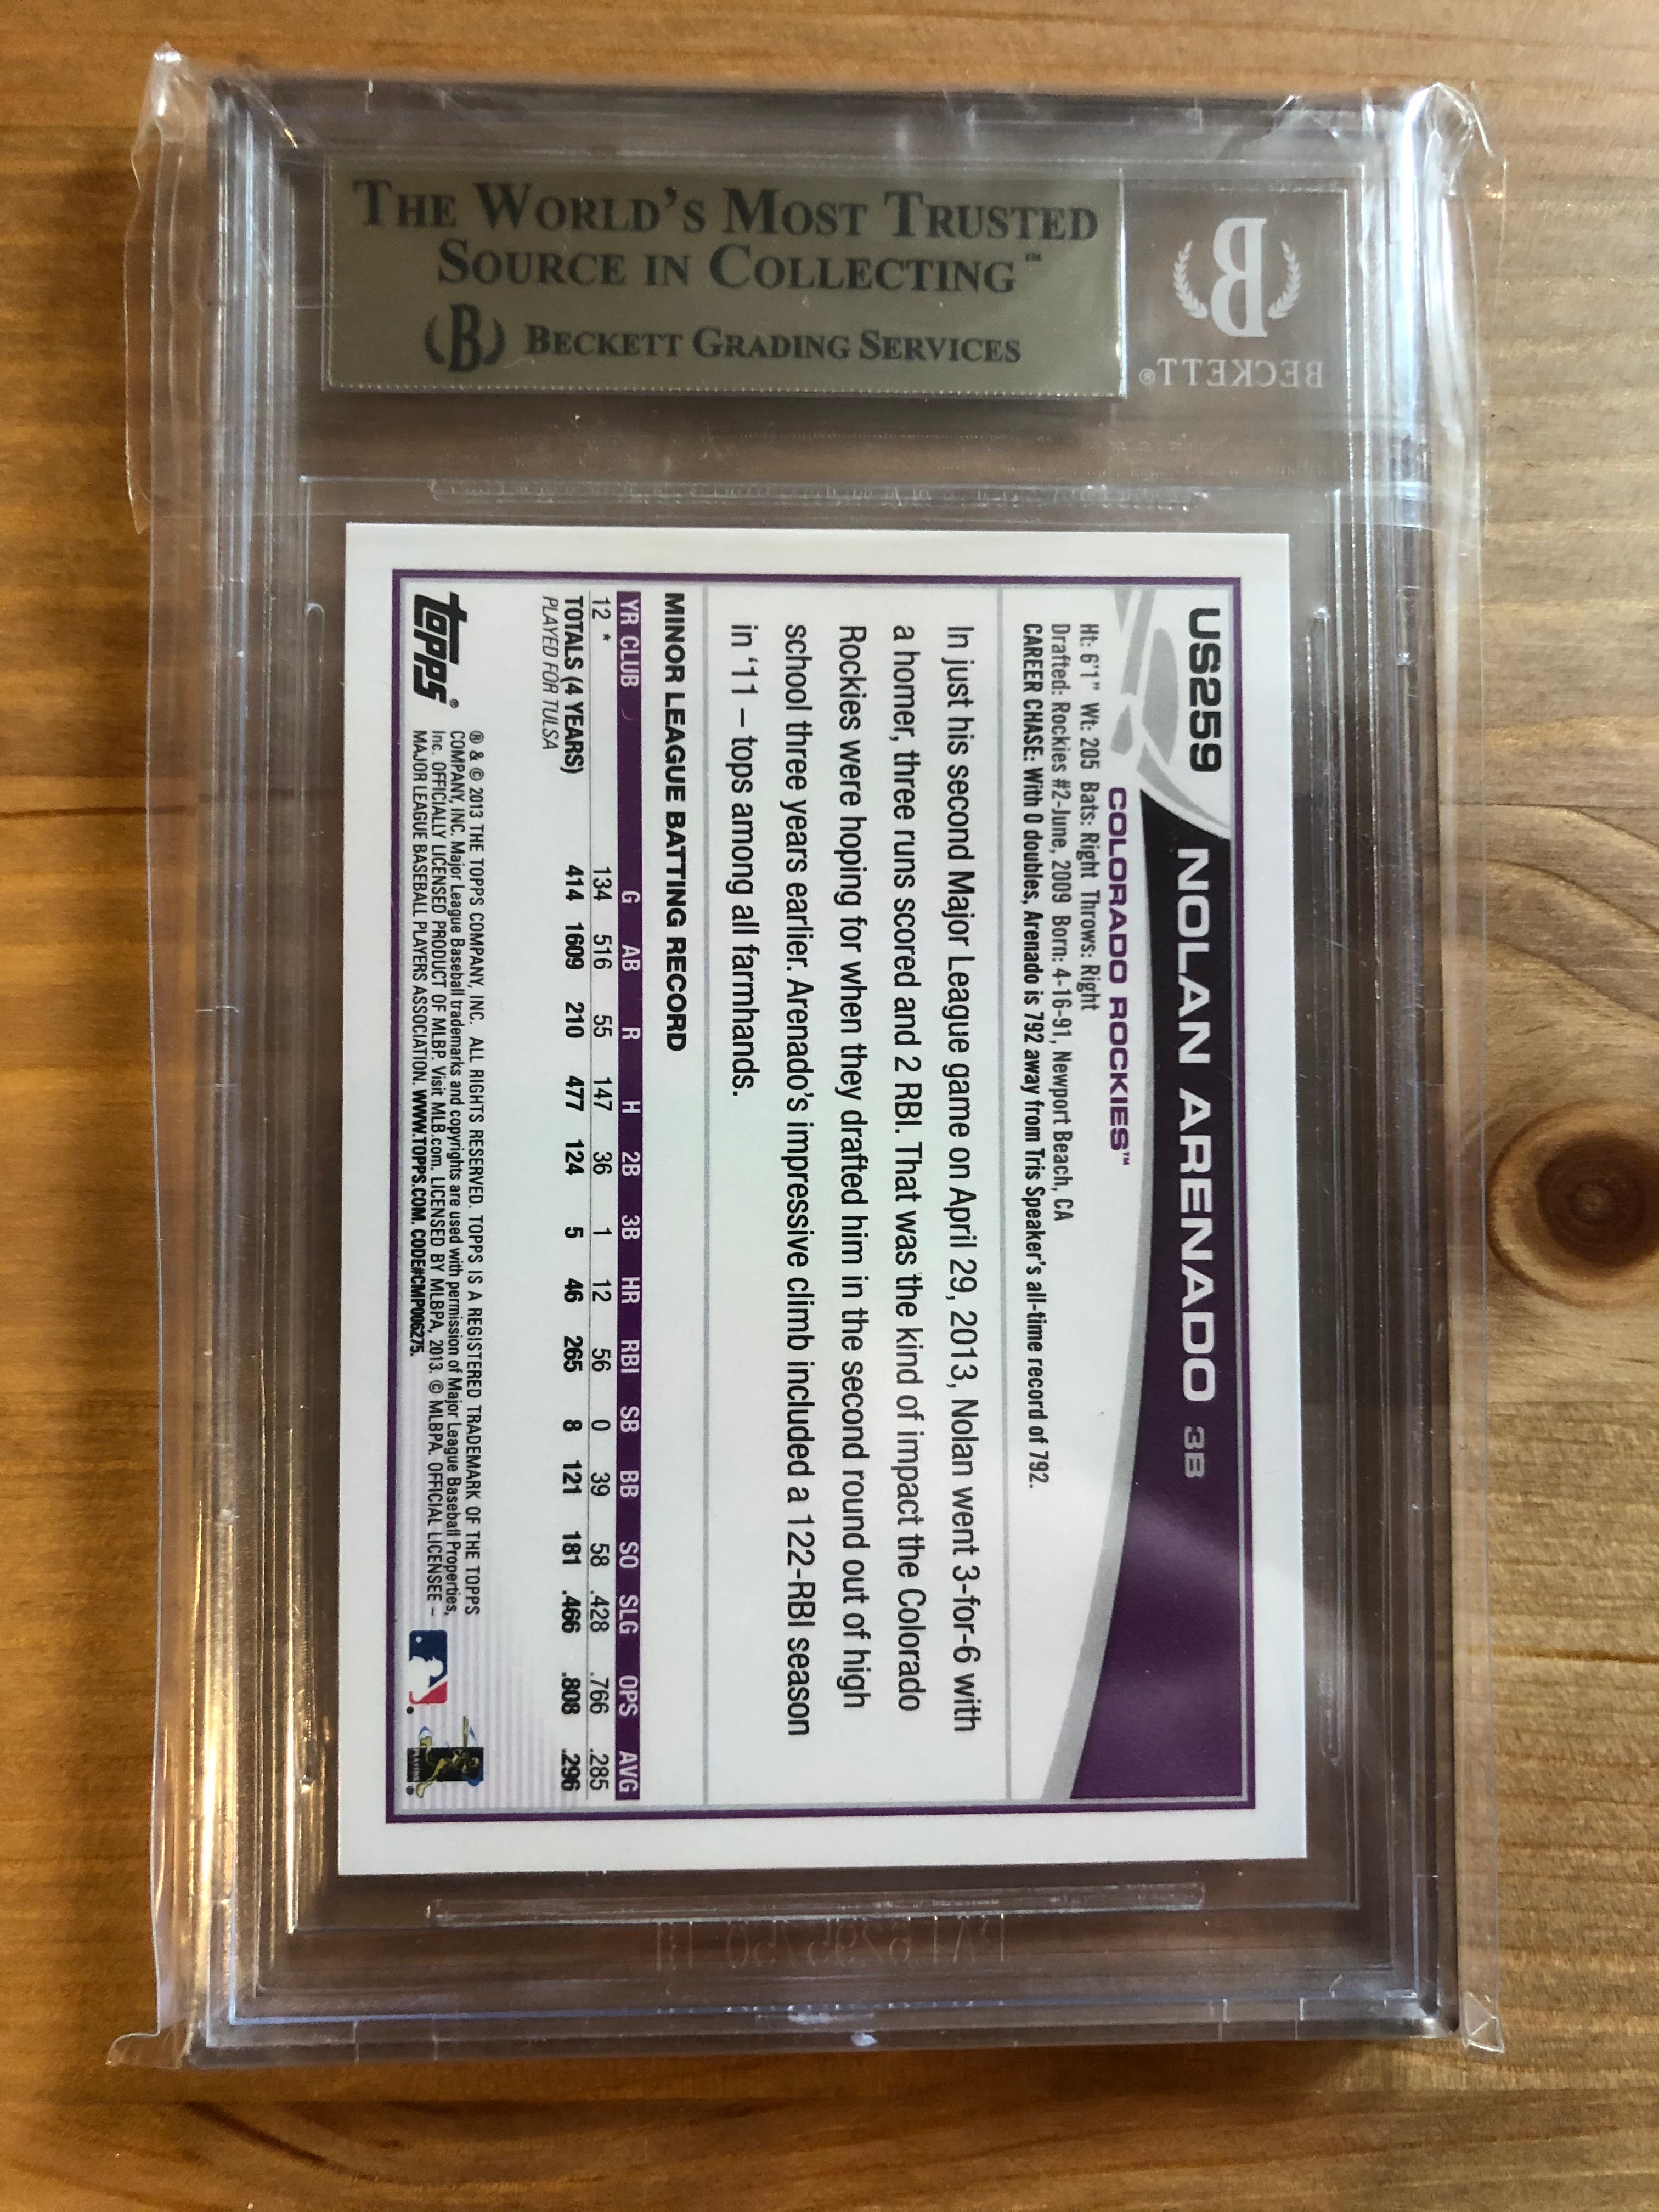 THE WORLD'S MOST TRUSTED
SOURCE IN COLLECTING™
B BECKETT GRADING SERVICES
B
BECKETT®
US259
NOLAN ARENADO 3B
COLORADO ROCKIES™
Ht: 6'1" Wt: 205 Bats: Right Throws: Right
Drafted: Rockies #2-June, 2009 Born: 4-16-91, Newport Beach, CA
CAREER CHASE: With 0 doubles, Arenado is 792 away from Tris Speaker's all-time record of 792.
In just his second Major League game on April 29, 2013, Nolan went 3-for-6 with
a homer, three runs scored and 2 RBI. That was the kind of impact the Colorado
Rockies were hoping for when they drafted him in the second round out of high
school three years earlier. Arenado's impressive climb included a 122-RBI season
in '11 – tops among all farmhands.
MINOR LEAGUE BATTING RECORD
YR CLUB G AB R H 2B 3B HR RBI SB BB SO SLG OPS AVG
12 * 134 516 55 147 36 1 12 56 0 39 58 .428 .766 .285
TOTALS (4 YEARS) 414 1609 210 477 124 5 46 265 8 121 181 .466 .808 .296
PLAYED FOR TULSA
topps®
® & © 2013 THE TOPPS COMPANY, INC. ALL RIGHTS RESERVED. TOPPS IS A REGISTERED TRADEMARK OF THE TOPPS
COMPANY, INC. Major League Baseball trademarks and copyrights are used with permission of Major League Baseball Properties,
Inc. OFFICIALLY LICENSED PRODUCT OF MLBP. Visit MLB.com. LICENSED BY MLBPA, 2013. © MLBPA. OFFICIAL LICENSEE –
MAJOR LEAGUE BASEBALL PLAYERS ASSOCIATION. WWW.TOPPS.COM. CODE#CMP006275.